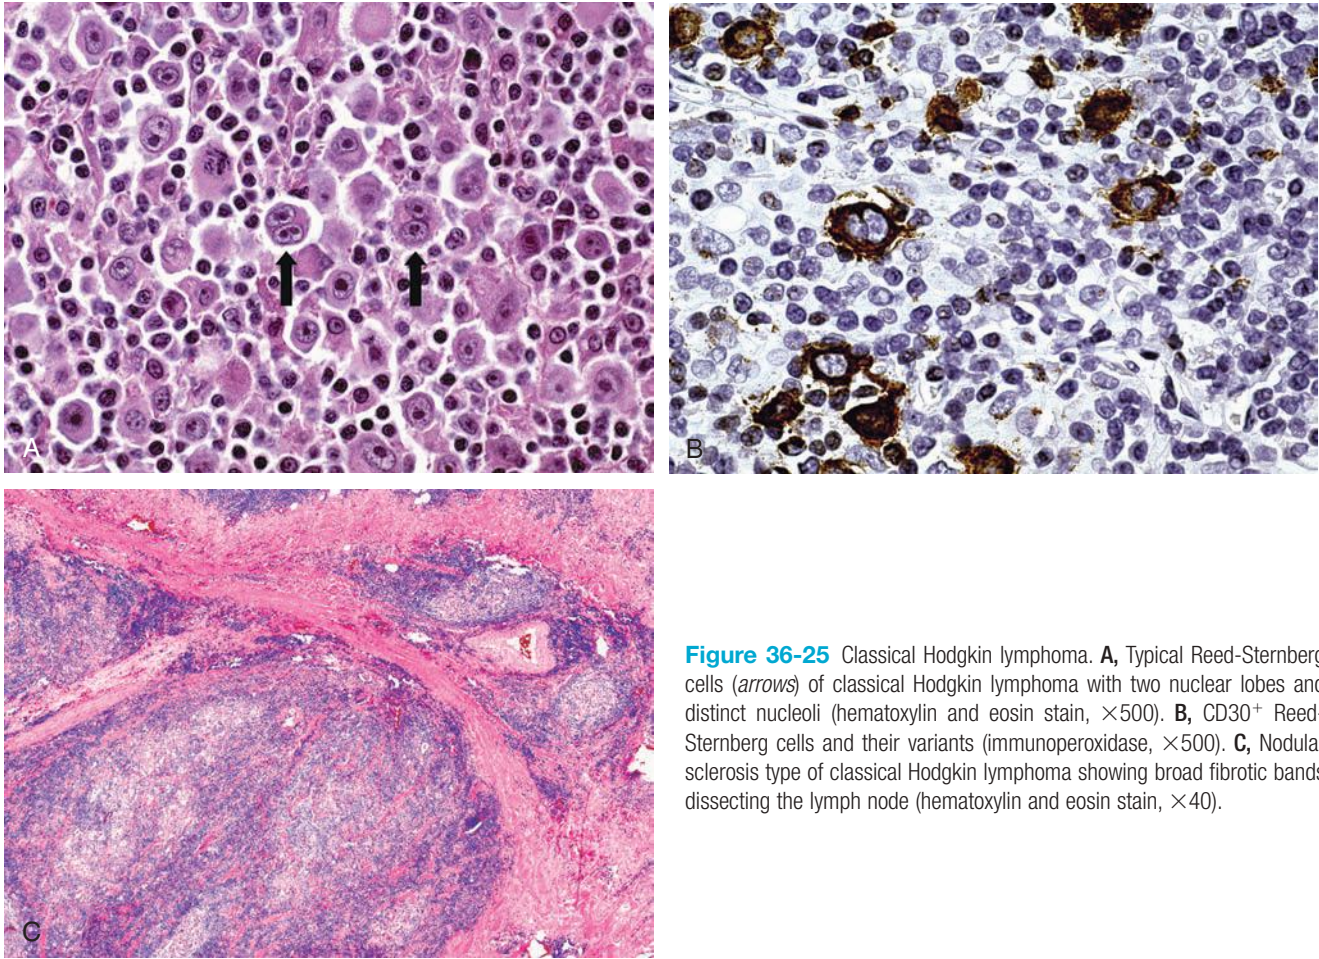 A
B
C
Figure 36-25 Classical Hodgkin lymphoma. A, Typical Reed-Sternberg
cells (arrows) of classical Hodgkin lymphoma with two nuclear lobes and
distinct nucleoli (hematoxylin and eosin stain, ×500). B, CD30+ Reed-
Sternberg cells and their variants (immunoperoxidase, ×500). C, Nodula
sclerosis type of classical Hodgkin lymphoma showing broad fibrotic bands
dissecting the lymph node (hematoxylin and eosin stain, ×40).